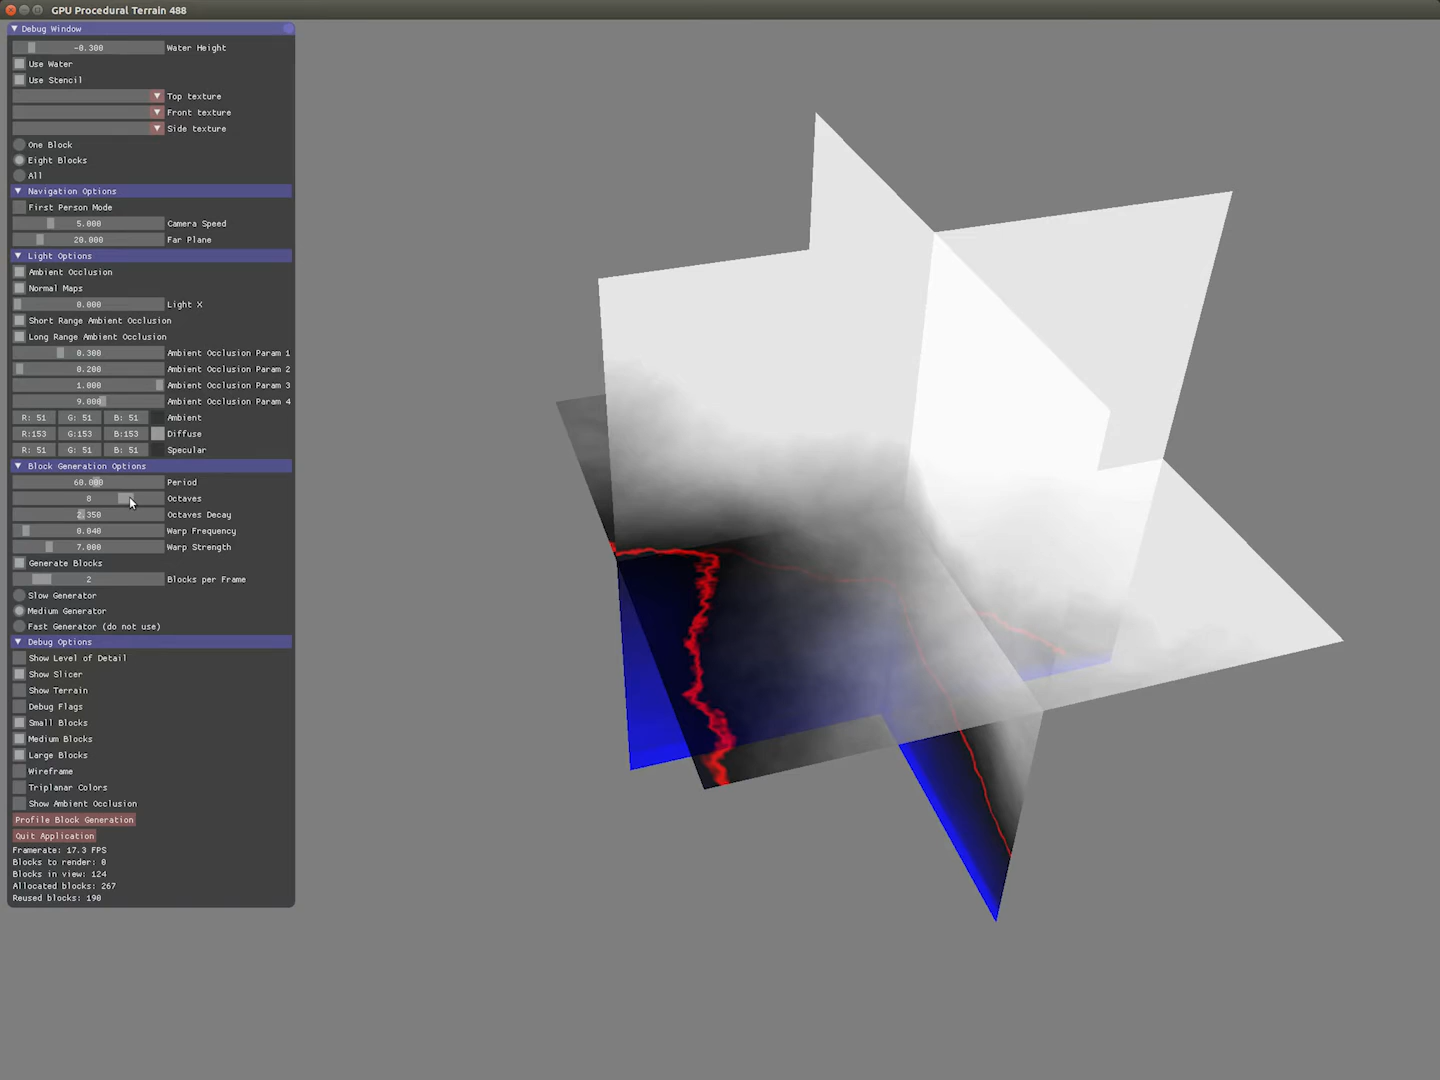 GPU Procedural Terrain 488
Debug Window
-0.300 Water Height
Use Water
Use Stencil
Top texture
Front texture
Side texture
One Block
Eight Blocks
All
Navigation Options
First Person Mode
5.000 Camera Speed
20.000 Far Plane
Light Options
Ambient Occlusion
Normal Maps
0.000 Light X
Short Range Ambient Occlusion
Long Range Ambient Occlusion
0.300 Ambient Occlusion Param 1
0.200 Ambient Occlusion Param 2
1.000 Ambient Occlusion Param 3
9.000 Ambient Occlusion Param 4
R: 51 G: 51 B: 51 Ambient
R:153 G:153 B:153 Diffuse
R: 51 G: 51 B: 51 Specular
Block Generation Options
60.000 Period
8 Octaves
2.350 Octaves Decay
0.040 Warp Frequency
7.000 Warp Strength
Generate Blocks
2 Blocks per Frame
Slow Generator
Medium Generator
Fast Generator (do not use)
Debug Options
Show Level of Detail
Show Slicer
Show Terrain
Debug Flags
Small Blocks
Medium Blocks
Large Blocks
Wireframe
Triplanar Colors
Show Ambient Occlusion
Profile Block Generation
Quit Application
Framerate: 17.3 FPS
Blocks to render: 0
Blocks in view: 124
Allocated blocks: 267
Reused blocks: 190